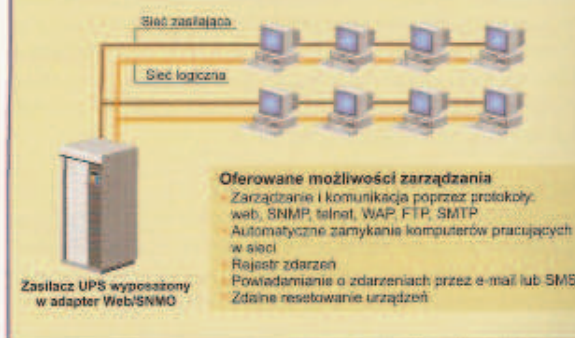 Sieć zasilająca
Sieć logiczna
Oferowane możliwości zarządzania
Zarządzanie i komunikacja poprzez protokoły:
web, SNMP, telnet, WAP, FTP, SMTP
Automatyczne zamykanie komputerów pracujących
w sieci
Rejestr zdarzeń
Powiadamianie o zdarzeniach przez e-mail lub SMS
Zdalne resetowanie urządzeń
Zasilacz UPS wyposażony
w adapter Web/SNMO